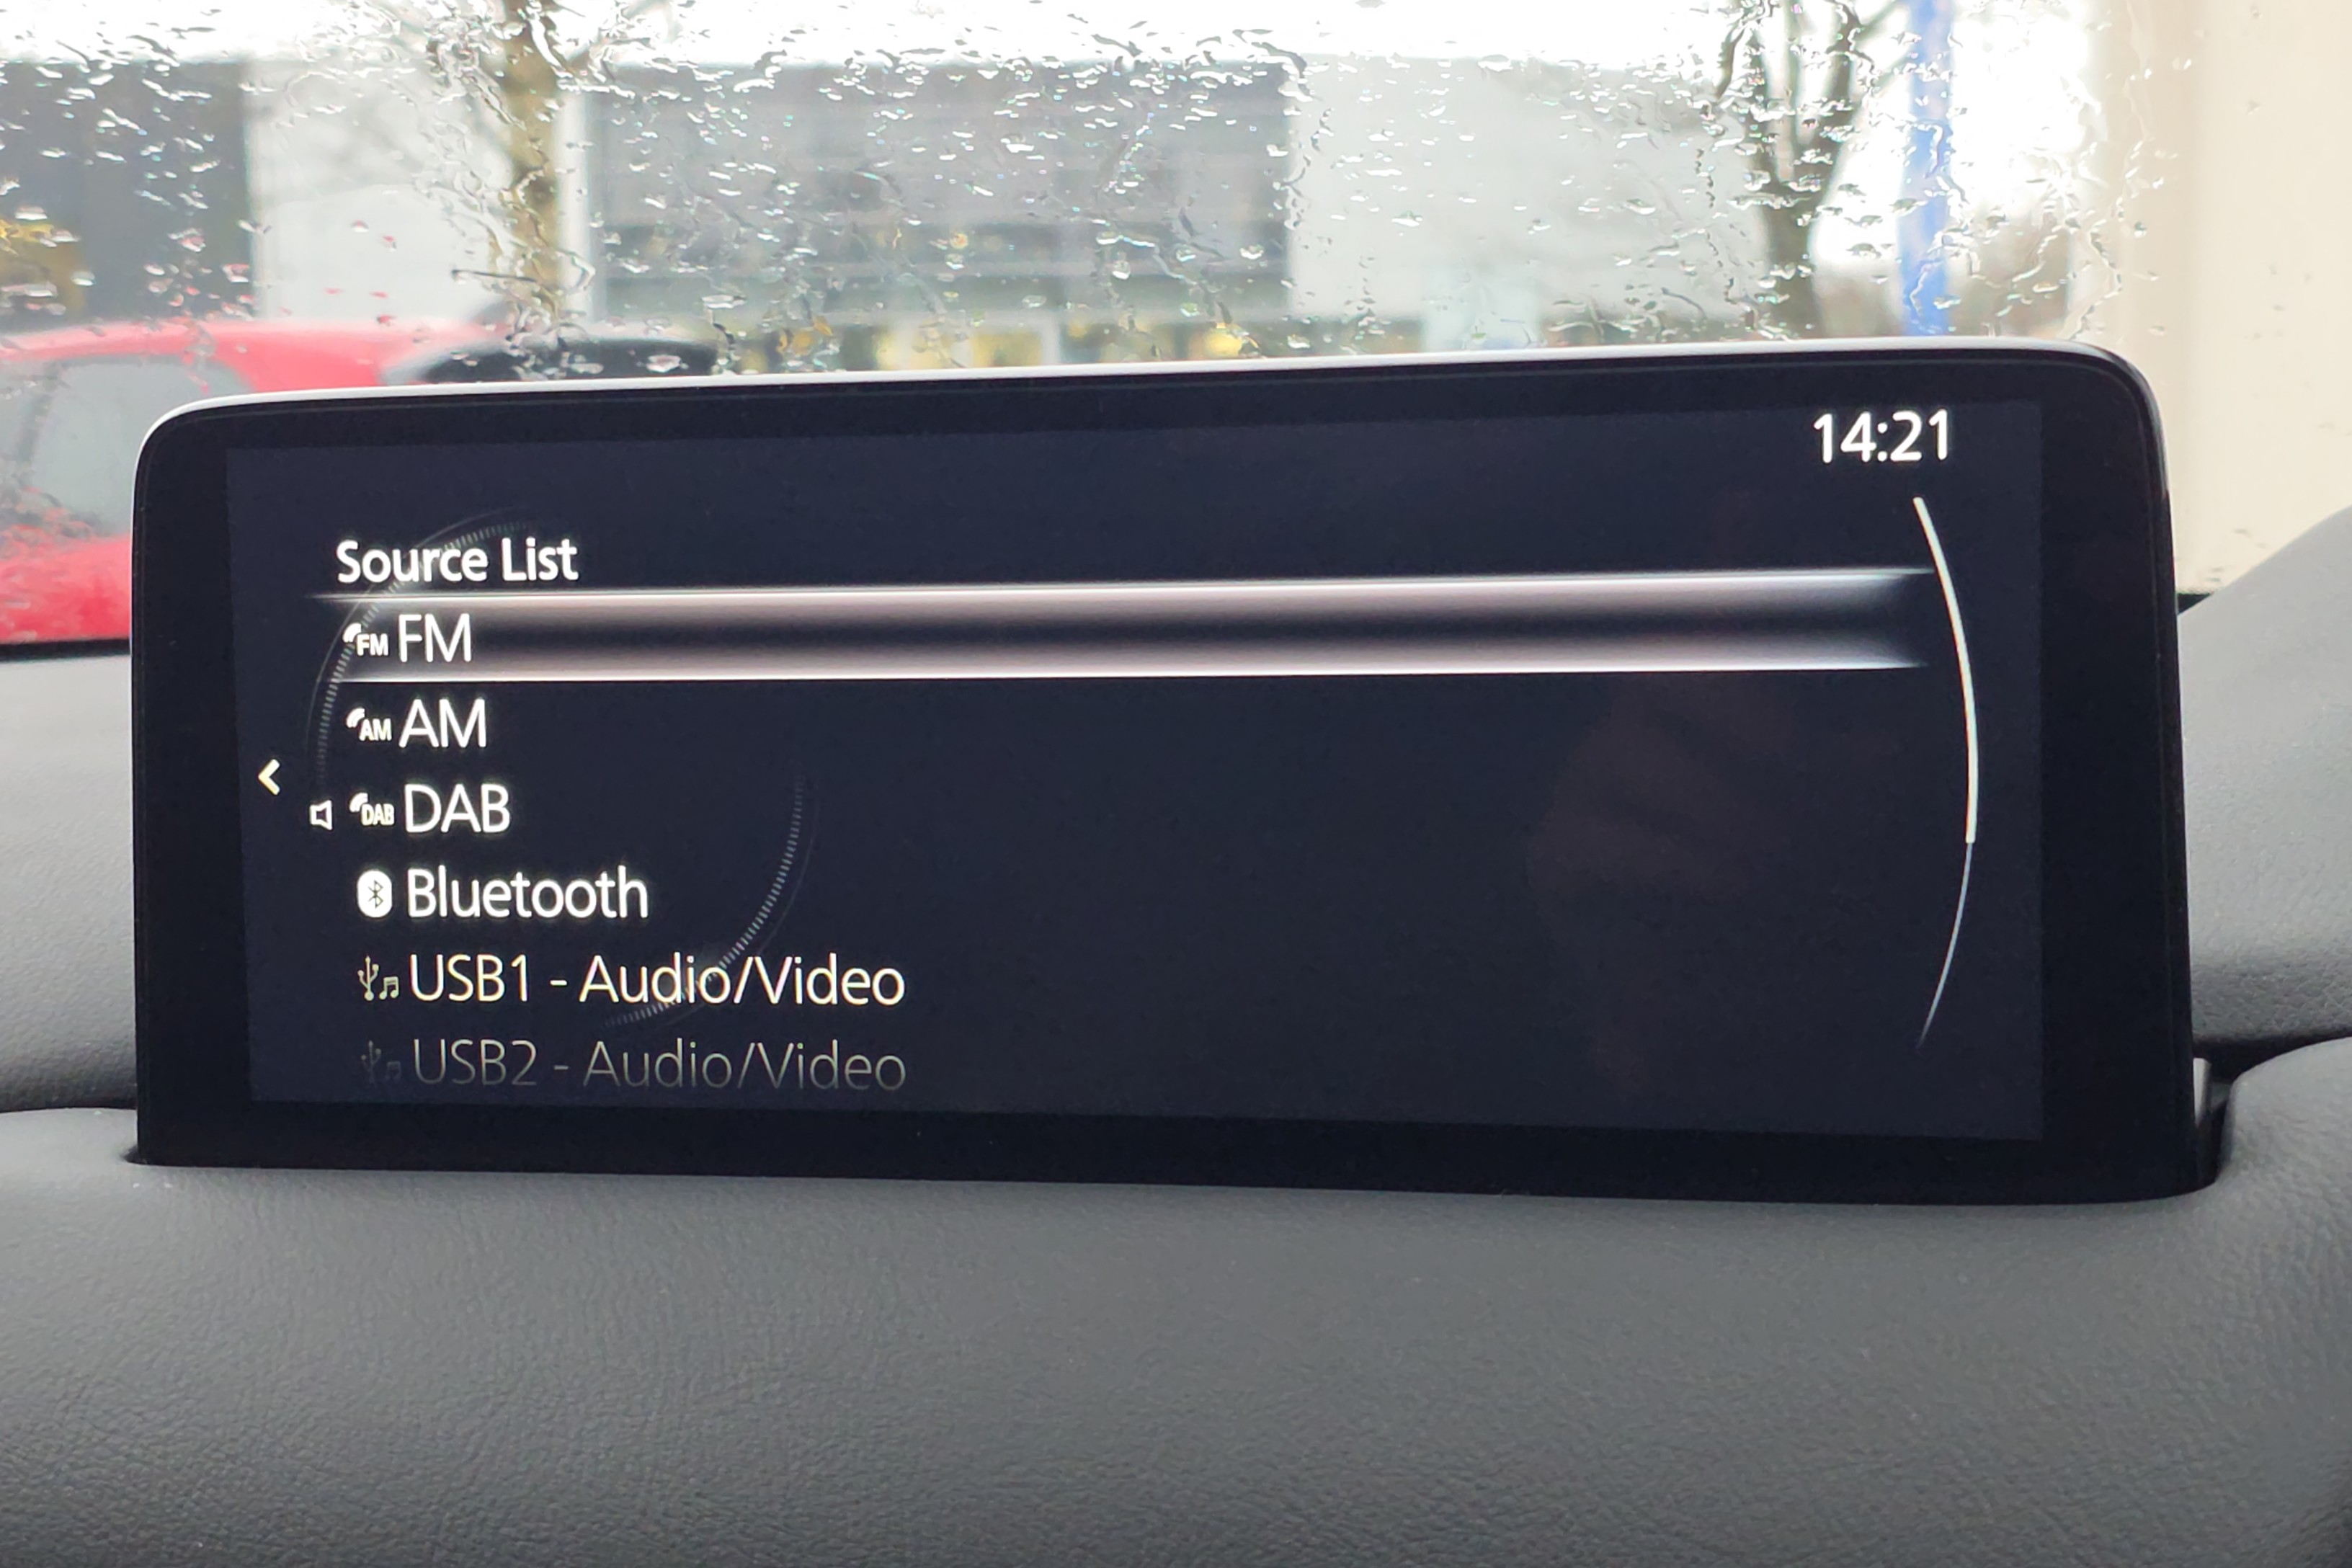 14:21
Source List
FM FM
AM AM
DAB DAB
Bluetooth
USB1 - Audio/Video
USB2 - Audio/Video